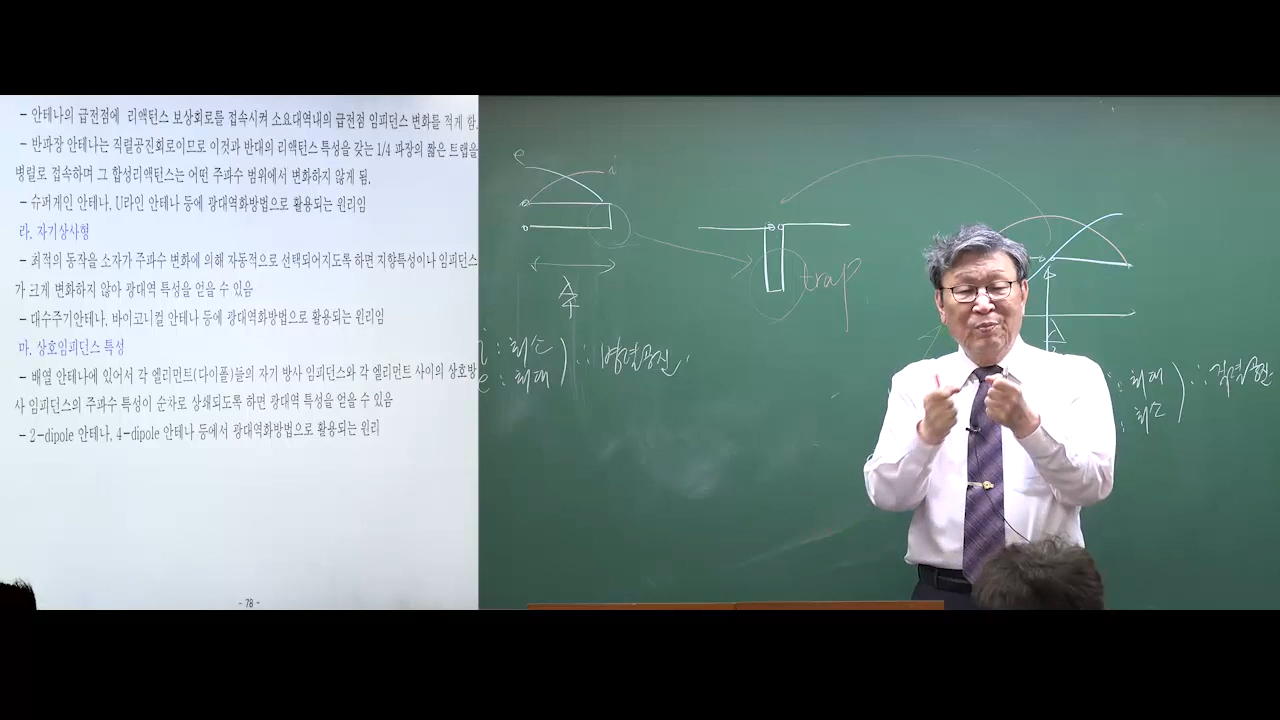 - 안테나의 급전점에 리액턴스 보상회로를 접속시켜 소요대역내의 급전점 임피던스 변화를 적게 함.
- 반파장 안테나는 직렬공진회로이므로 이것과 반대의 리액턴스 특성을 갖는 1/4 파장의 짧은 트랩을
병렬로 접속하며 그 합성리액턴스는 어떤 주파수 범위에서 변화하지 않게 됨.
- 슈퍼게인 안테나, U라인 안테나 등에 광대역화방법으로 활용되는 원리임
라. 자기상사형
- 최적의 동작을 소자가 주파수 변화에 의해 자동적으로 선택되어지도록 하면 지향특성이나 임피던스
가 크게 변화하지 않아 광대역 특성을 얻을 수 있음
- 대수주기안테나, 바이코니컬 안테나 등에 광대역화방법으로 활용되는 원리임
마. 상호임피던스 특성
- 배열 안테나에 있어서 각 엘리먼트(다이폴)들의 자기 방사 임피던스와 각 엘리먼트 사이의 상호방
사 임피던스의 주파수 특성이 순차로 상쇄되도록 하면 광대역 특성을 얻을 수 있음
- 2-dipole 안테나, 4-dipole 안테나 등에서 광대역화방법으로 활용되는 원리
- 78 -
e
i
λ/4
i : 최소
e : 최대
∴ 병렬공진
trap
: 최대
: 최소
∴ 직렬공진